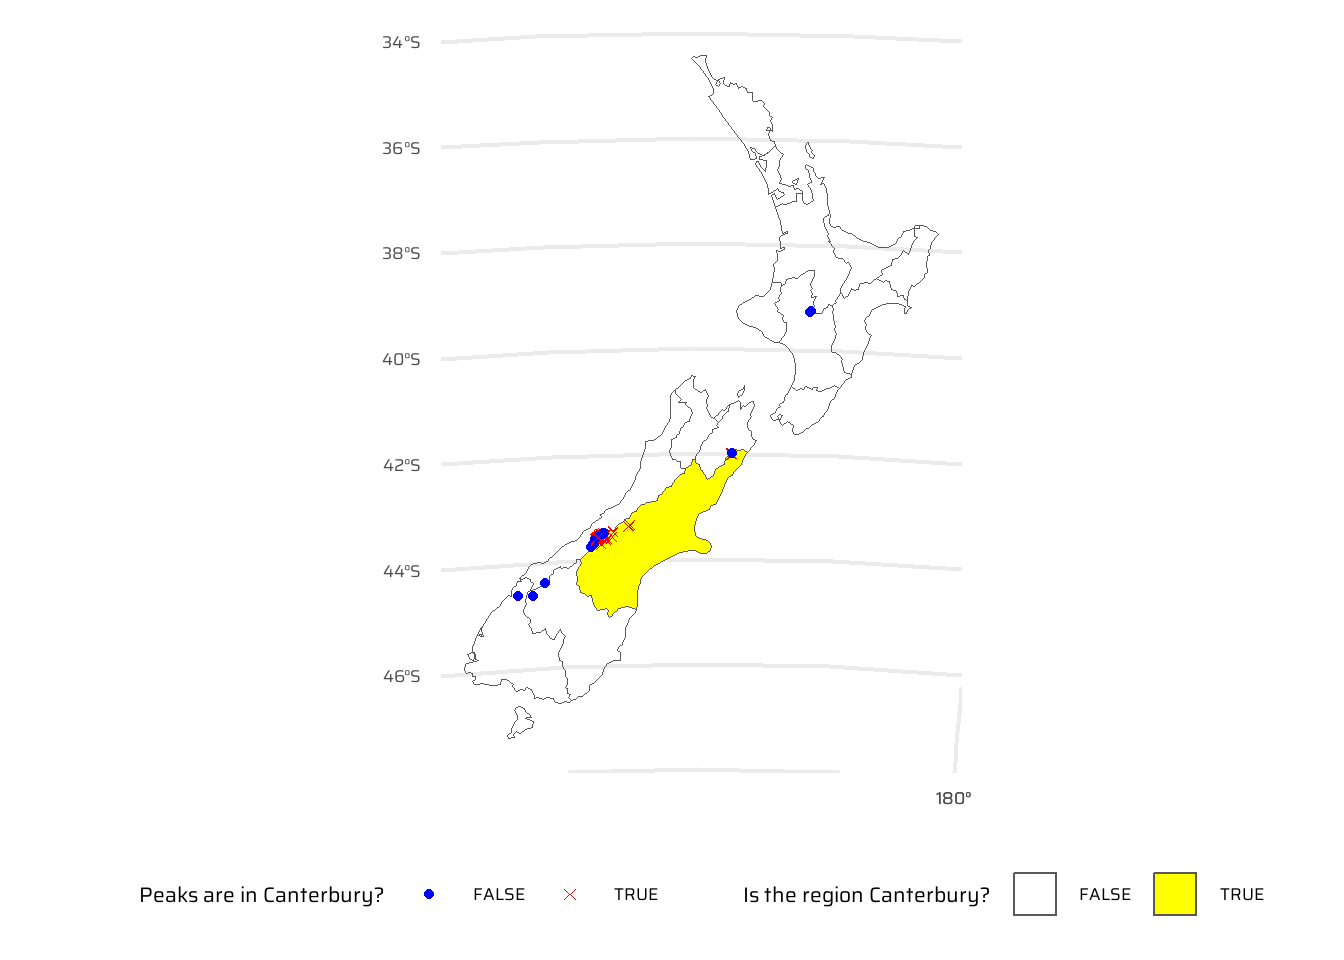 34°S
36°S
38°S
40°S
42°S
44°S
46°S
180°
Peaks are in Canterbury? FALSE TRUE Is the region Canterbury? FALSE TRUE